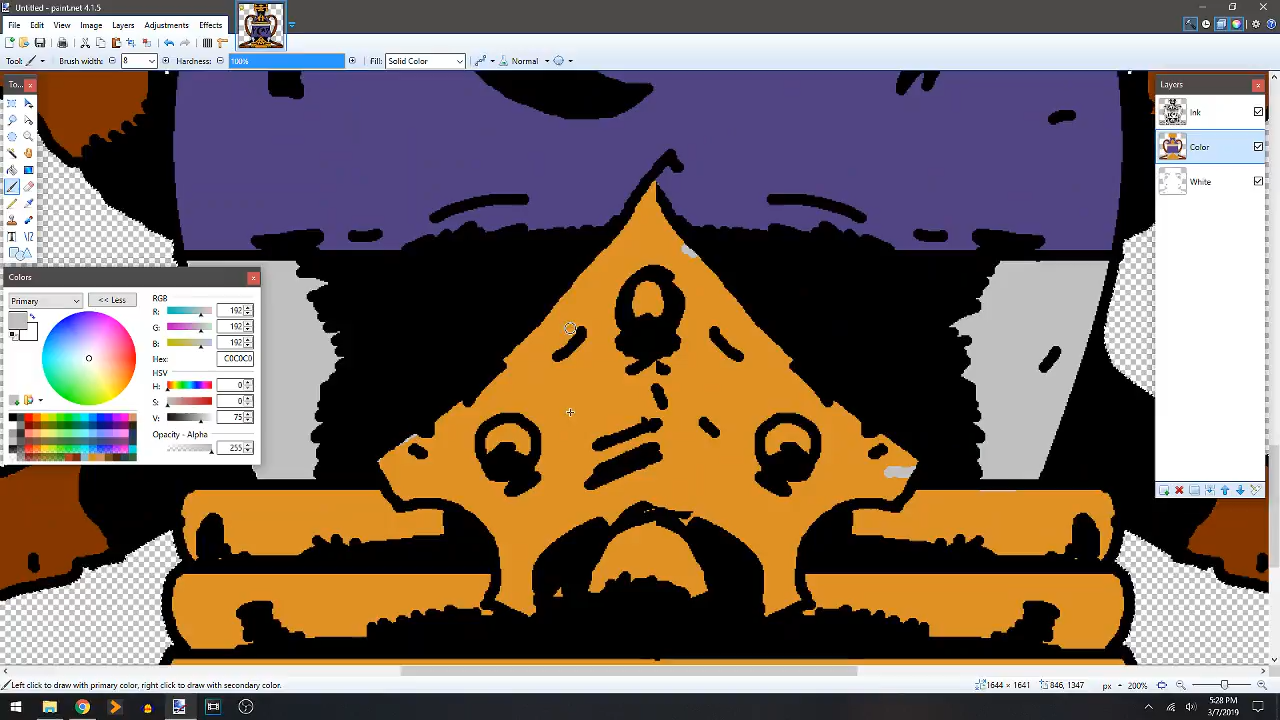 Untitled - paint.net 4.1.5
File Edit View Image Layers Adjustments Effects
Tool: Brush width: 8 Hardness: 100% Fill: Solid Color Normal
To...
Layers
Ink
Color
White
Colors
Primary << Less RGB
R: 192
G: 192
B: 192
Hex: C0C0C0
HSV
H: 0
S: 0
V: 75
Opacity - Alpha
255
Left click to draw with primary color, right click to draw with secondary color. 1644 × 1641 846, 1347 px 200%
5:28 PM
3/7/2019